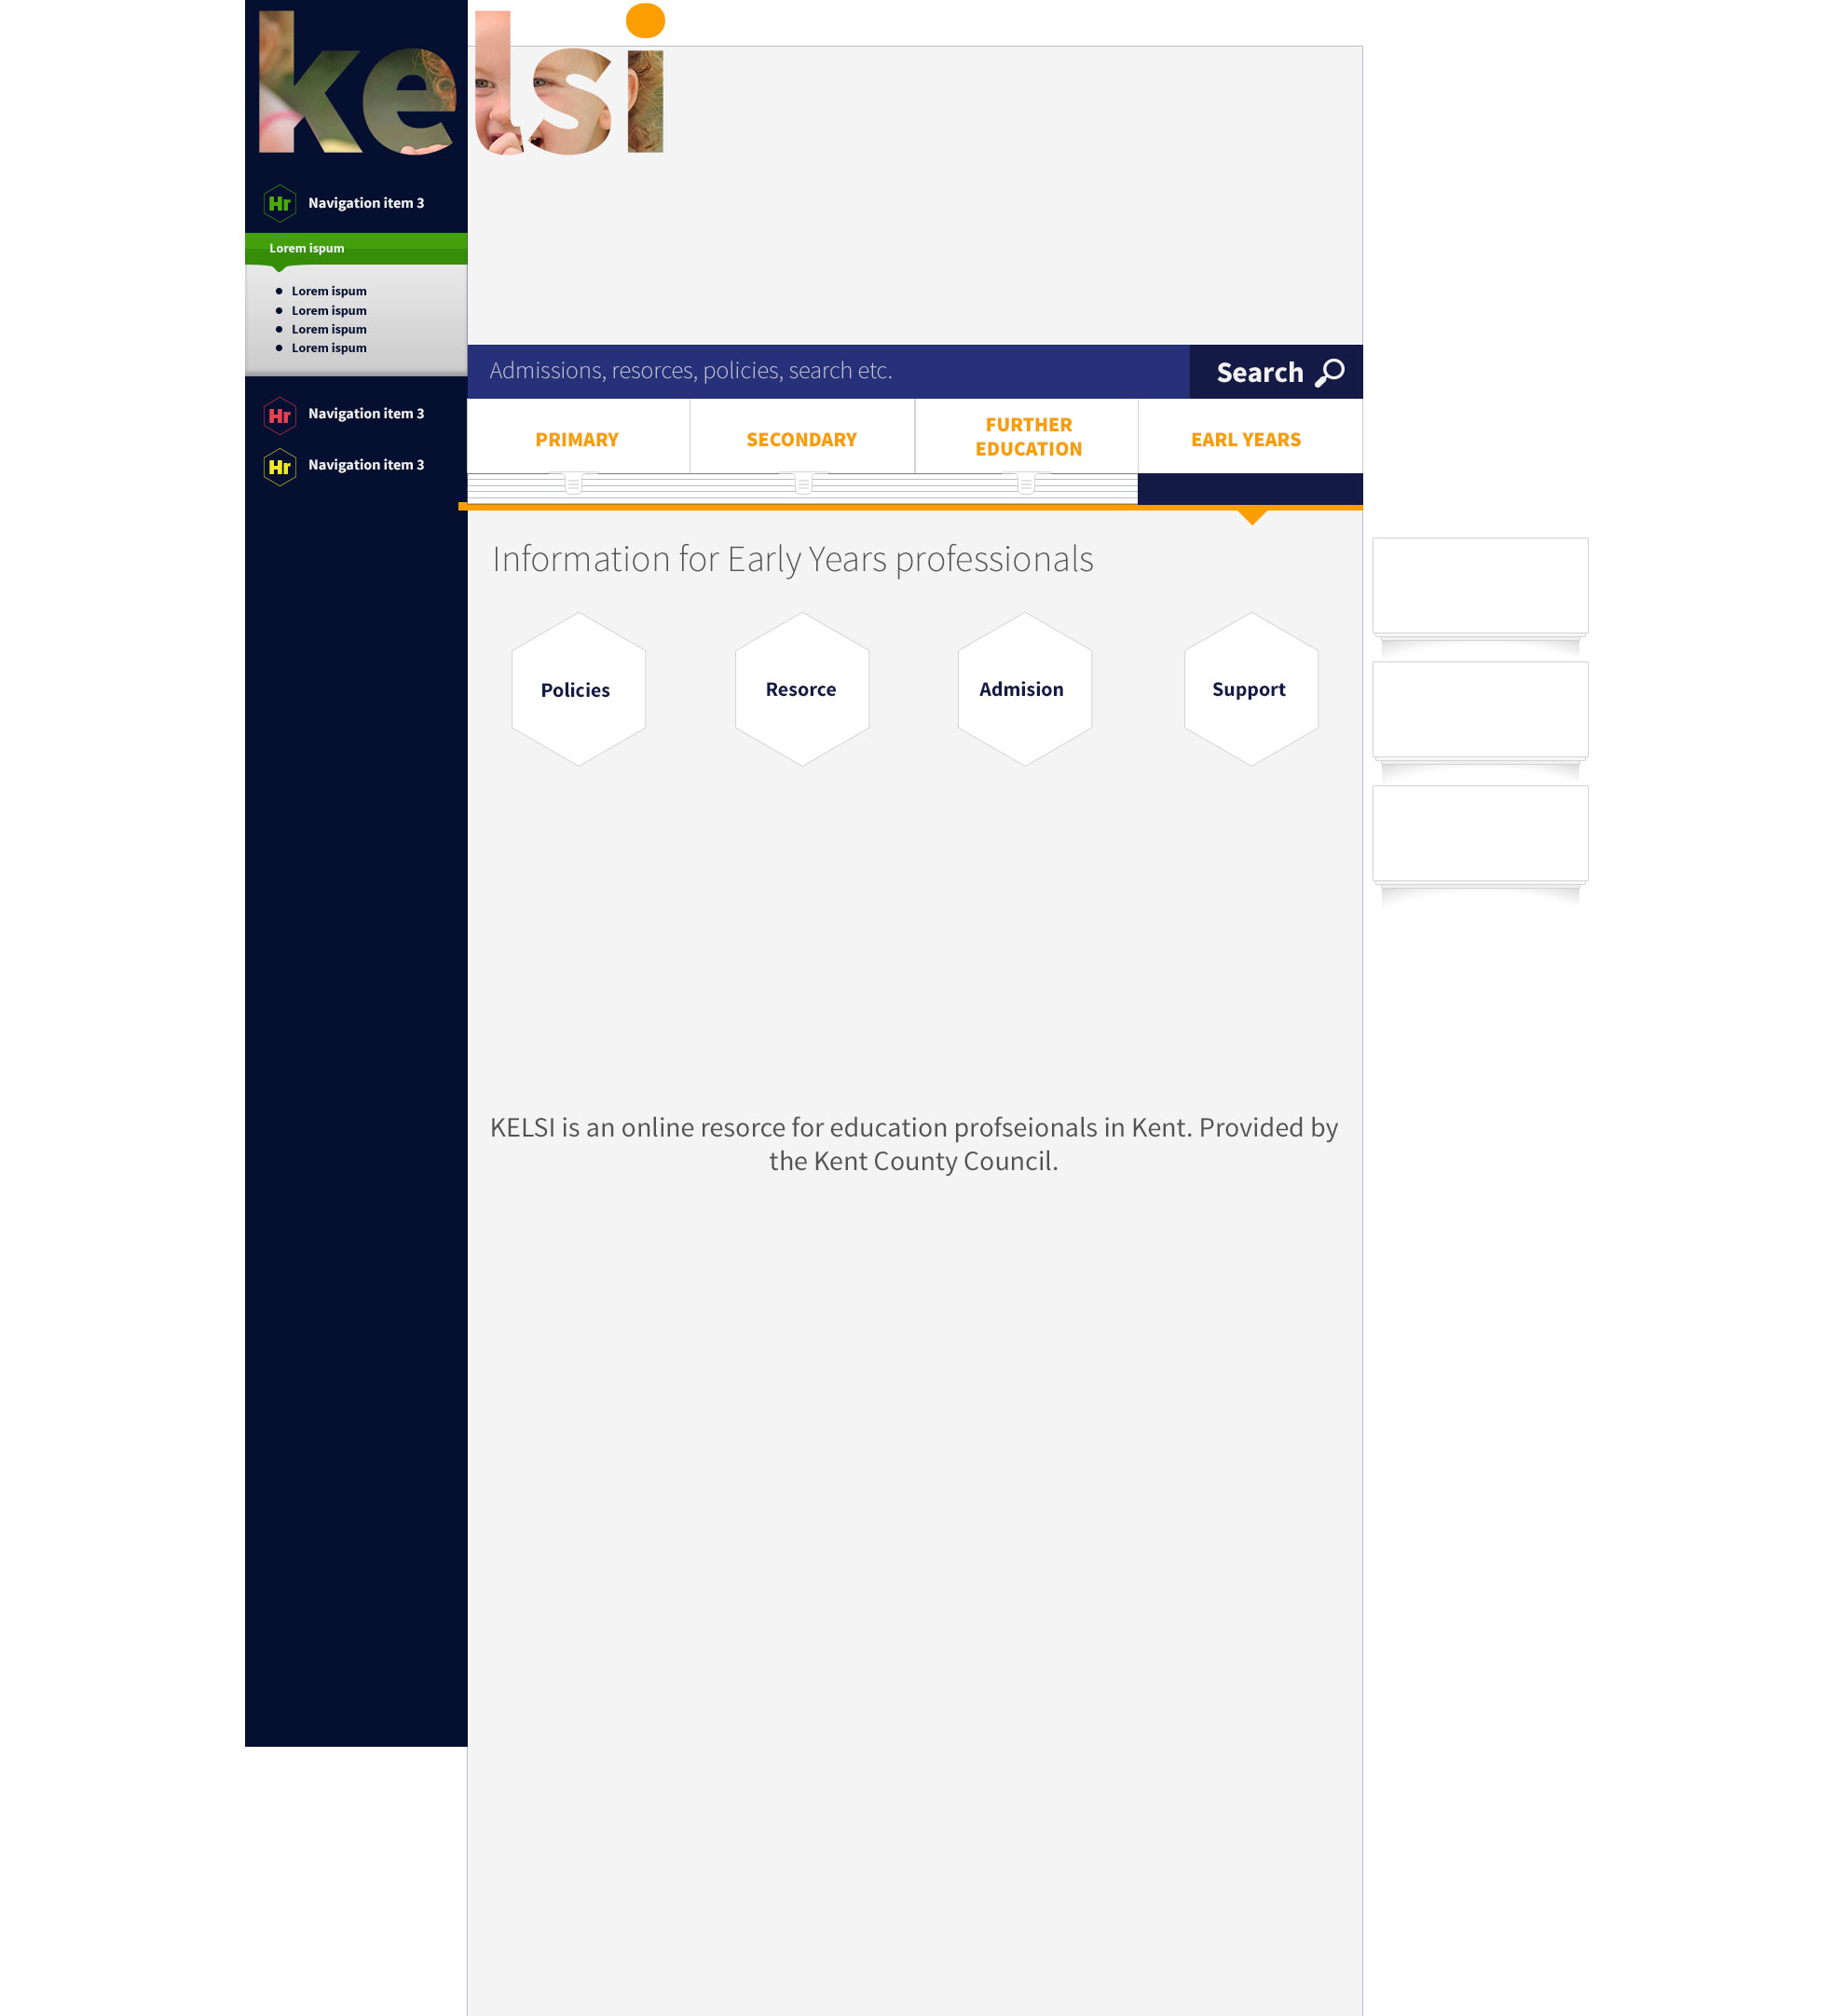 kelsi
Hr Navigation item 3
Lorem ispum
Lorem ispum
Lorem ispum
Lorem ispum
Lorem ispum
Hr Navigation item 3
Hr Navigation item 3
Admissions, resorces, policies, search etc.
Search
PRIMARY
SECONDARY
FURTHER
EDUCATION
EARL YEARS
Information for Early Years professionals
Policies
Resorce
Admision
Support
KELSI is an online resorce for education profseionals in Kent. Provided by
the Kent County Council.